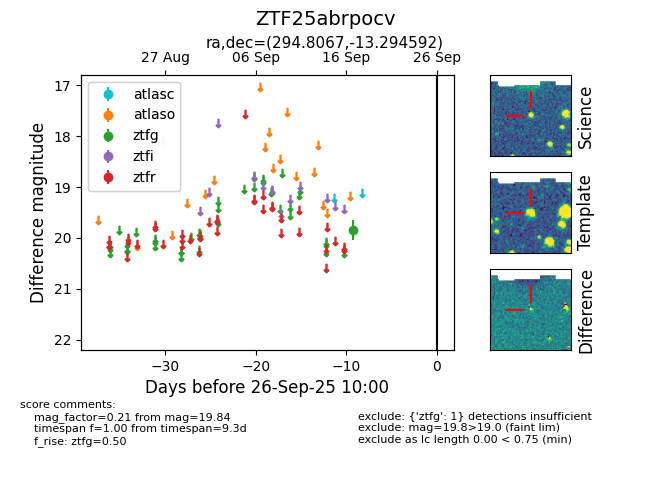 ZTF25abrpocv
ra,dec=(294.8067,-13.294592)
27 Aug
06 Sep
16 Sep
26 Sep
17
18
19
20
21
22
Difference magnitude
atlasc
atlaso
ztfg
ztfi
ztfr
−30
−20
−10
0
Days before 26-Sep-25 10:00
Science
Template
Difference
score comments:
mag_factor=0.21 from mag=19.84
timespan f=1.00 from timespan=9.3d
f_rise: ztfg=0.50
exclude: {'ztfg': 1} detections insufficient
exclude: mag=19.8>19.0 (faint lim)
exclude as lc length 0.00 < 0.75 (min)